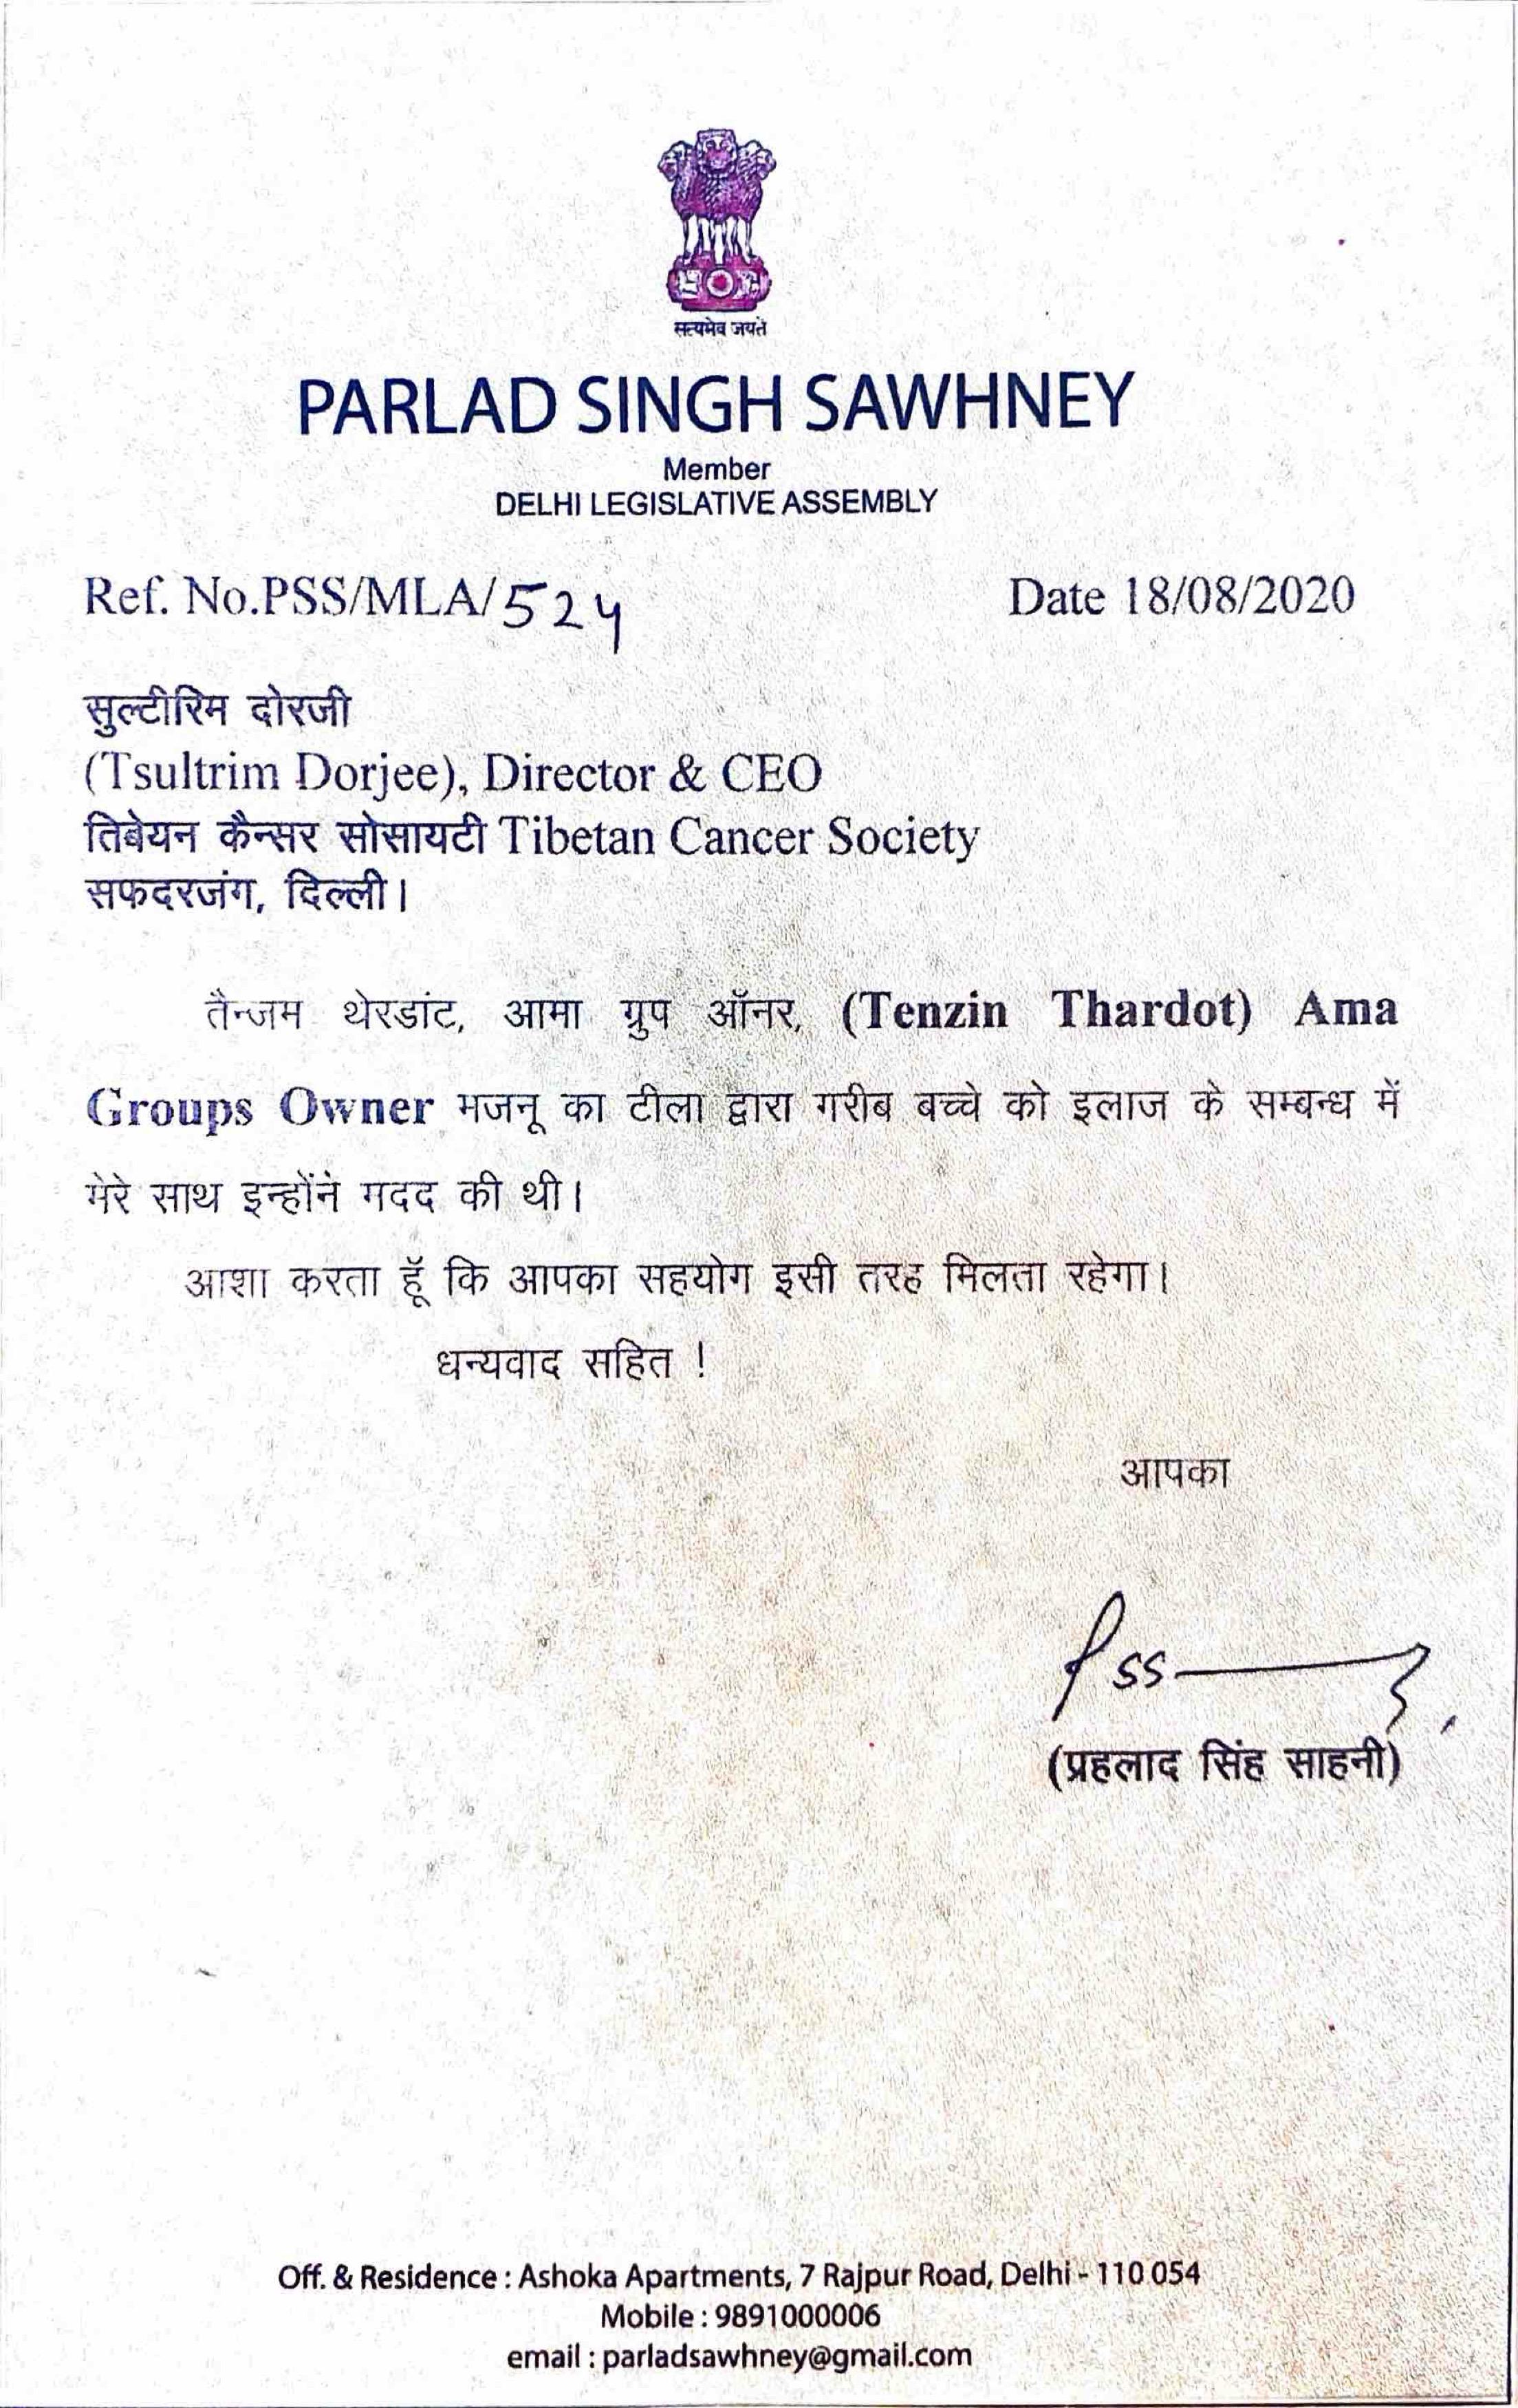 सत्यमेव जयते
PARLAD SINGH SAWHNEY
Member
DELHI LEGISLATIVE ASSEMBLY
Ref. No.PSS/MLA/524
Date 18/08/2020
सुल्टीरिम दोरजी
(Tsultrim Dorjee), Director & CEO
तिबेयन कैन्सर सोसायटी Tibetan Cancer Society
सफदरजंग, दिल्ली।
तैन्जम थेरडांट, आमा ग्रुप ऑनर, (Tenzin Thardot) Ama
Groups Owner मजनू का टीला द्वारा गरीब बच्चे को इलाज के सम्बन्ध में
मेरे साथ इन्होंने मदद की थी।
आशा करता हूॅ कि आपका सहयोग इसी तरह मिलता रहेगा।
धन्यवाद सहित !
आपका
Pss
(प्रहलाद सिंह साहनी)
Off. & Residence : Ashoka Apartments, 7 Rajpur Road, Delhi - 110 054
Mobile : 9891000006
email : parladsawhney@gmail.com